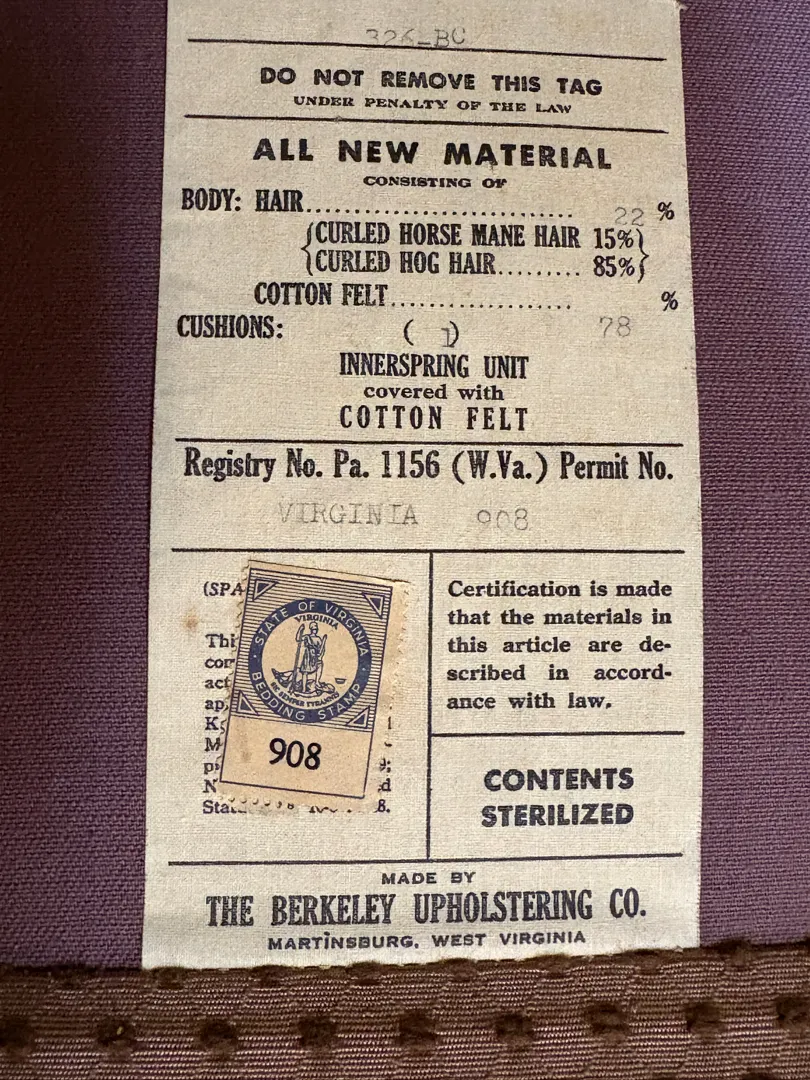 326-BC
DO NOT REMOVE THIS TAG
UNDER PENALTY OF THE LAW
ALL NEW MATERIAL
CONSISTING OF
BODY: HAIR............................ 22 %
{CURLED HORSE MANE HAIR 15%}
{CURLED HOG HAIR......... 85%}
COTTON FELT................... %
CUSHIONS: ( 1 ) 78
INNERSPRING UNIT
covered with
COTTON FELT
Registry No. Pa. 1156 (W.Va.) Permit No.
VIRGINIA 908
STATE OF VIRGINIA
VIRGINIA
SIC SEMPER TYRANNIS
BEDDING STAMP
908
Certification is made
that the materials in
this article are de-
scribed in accord-
ance with law.
CONTENTS
STERILIZED
MADE BY
THE BERKELEY UPHOLSTERING CO.
MARTINSBURG, WEST VIRGINIA